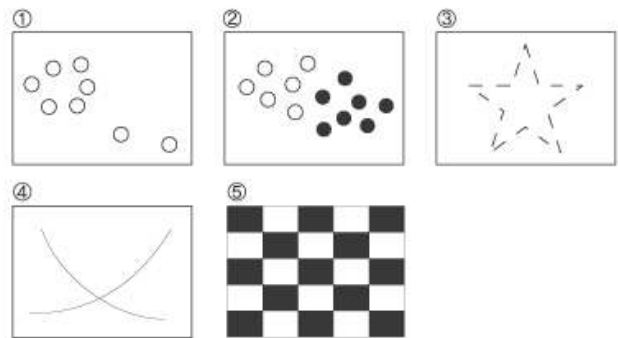 ① ② ③
④ ⑤